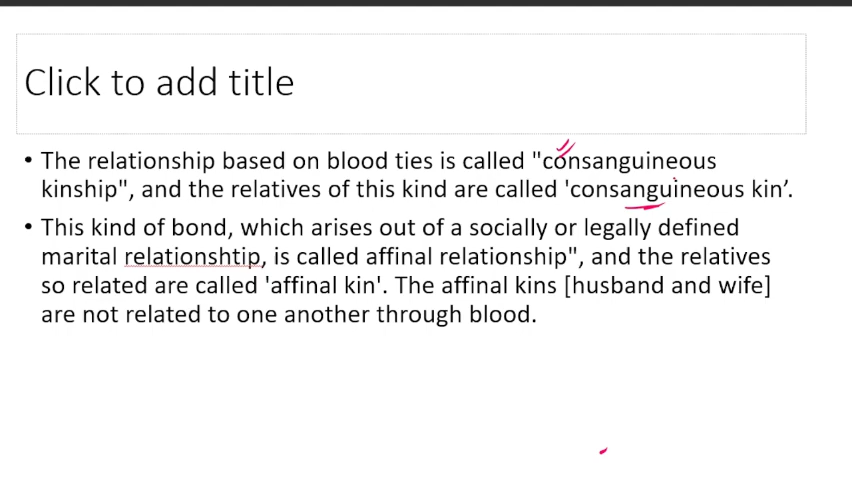 Click to add title
• The relationship based on blood ties is called "consanguineous
kinship", and the relatives of this kind are called 'consanguineous kin’.
• This kind of bond, which arises out of a socially or legally defined
marital relationshtip, is called affinal relationship", and the relatives
so related are called 'affinal kin'. The affinal kins [husband and wife]
are not related to one another through blood.